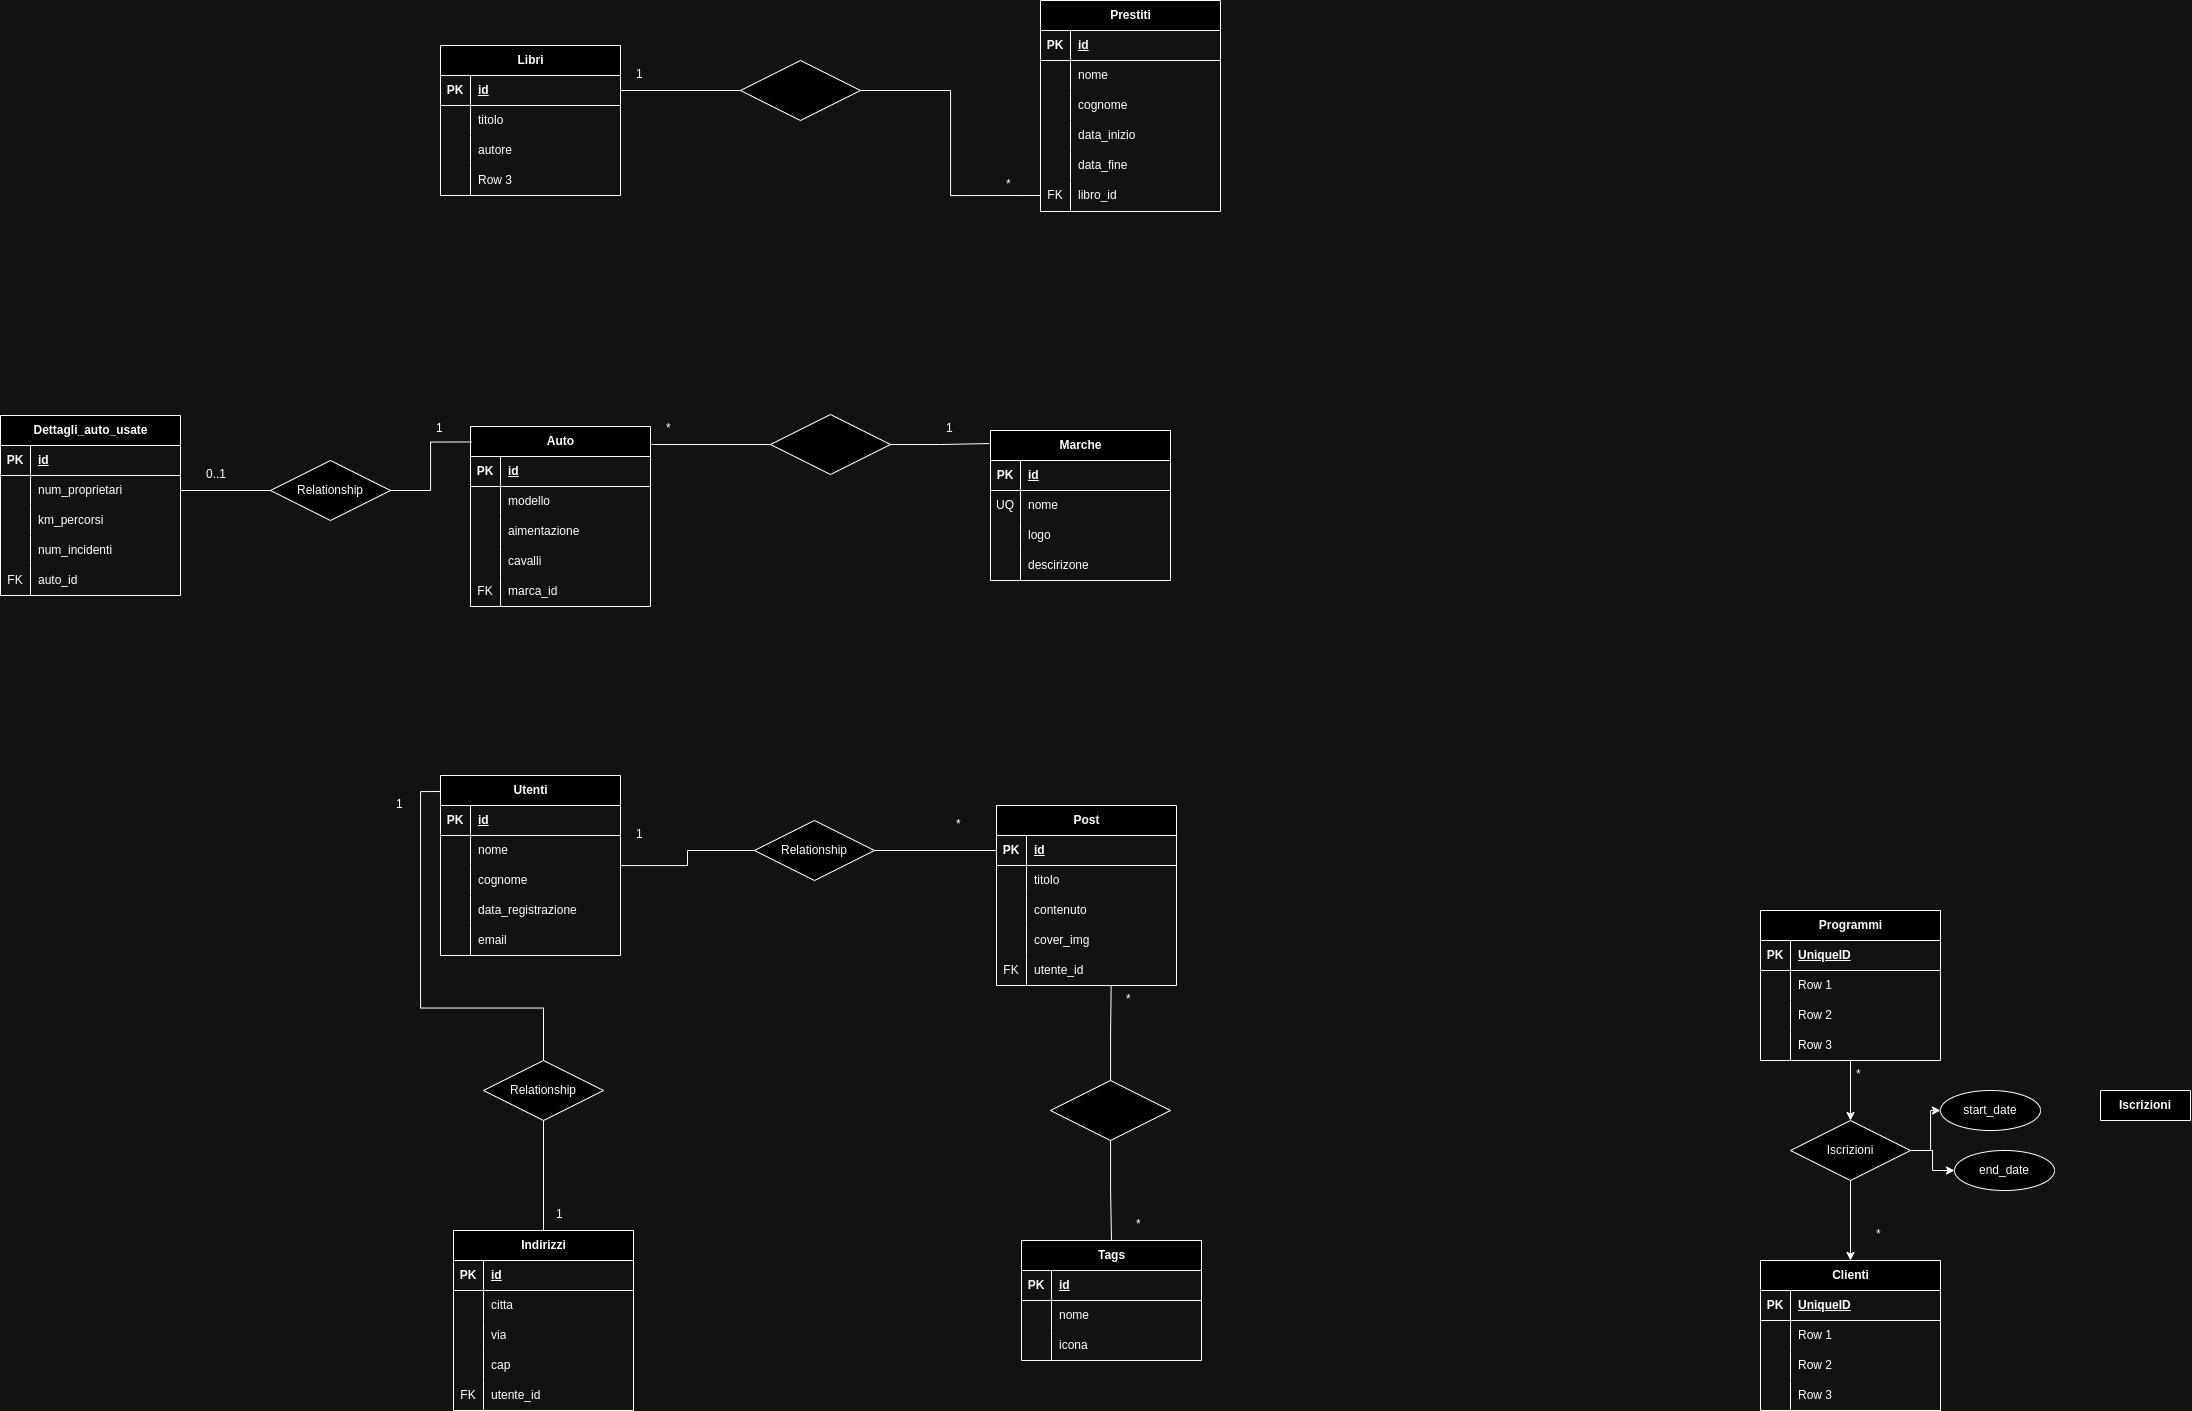 Prestiti
PK id
nome
cognome
data_inizio
data_fine
FK libro_id
Libri
PK id
titolo
autore
Row 3
1
*
Dettagli_auto_usate
PK id
num_proprietari
km_percorsi
num_incidenti
FK auto_id
0..1
Relationship
1
Auto
PK id
modello
aimentazione
cavalli
FK marca_id
*
1
Marche
PK id
UQ nome
logo
descirizone
Utenti
PK id
nome
cognome
data_registrazione
email
1
1
Relationship
*
Post
PK id
titolo
contenuto
cover_img
FK utente_id
*
Relationship
1
Indirizzi
PK id
citta
via
cap
FK utente_id
*
Tags
PK id
nome
icona
Programmi
PK UniqueID
Row 1
Row 2
Row 3
*
Iscrizioni
start_date
end_date
Iscrizioni
*
Clienti
PK UniqueID
Row 1
Row 2
Row 3